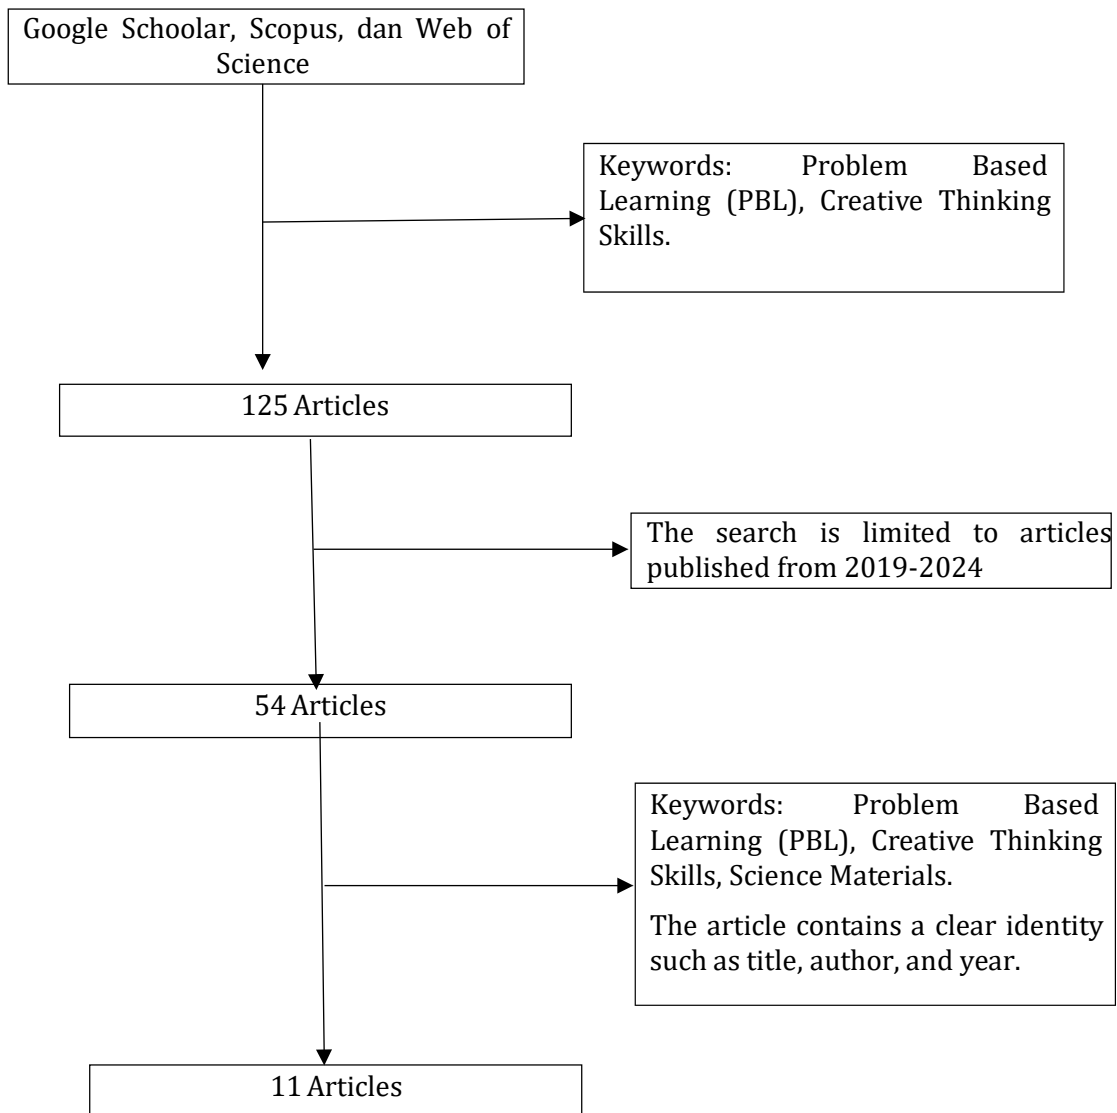 Google Schoolar, Scopus, dan Web of
Science
Keywords: Problem Based
Learning (PBL), Creative Thinking
Skills.
125 Articles
The search is limited to articles
published from 2019-2024
54 Articles
Keywords: Problem Based
Learning (PBL), Creative Thinking
Skills, Science Materials.
The article contains a clear identity
such as title, author, and year.
11 Articles